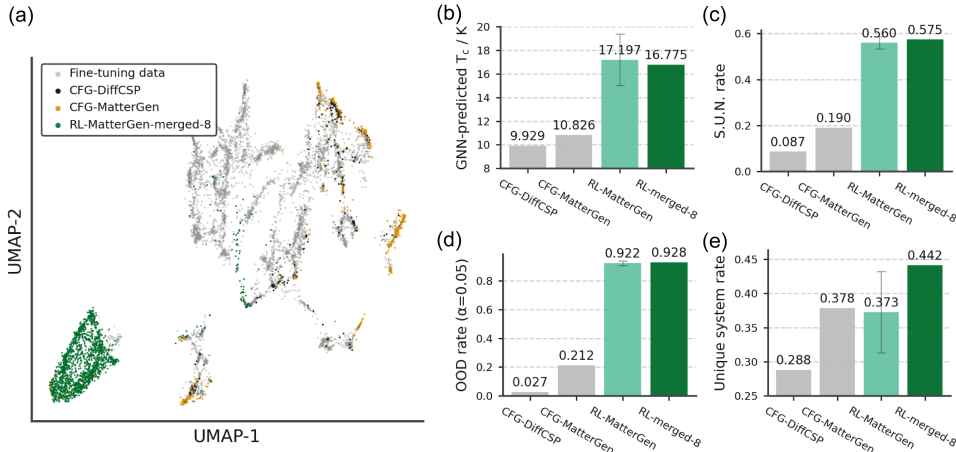 (a)
Fine-tuning data
CFG-DiffCSP
CFG-MatterGen
RL-MatterGen-merged-8
UMAP-2
UMAP-1
(b)
GNN-predicted T_c / K
20
18
16
14
12
10
8
9.929
10.826
17.197
16.775
CFG-DiffCSP
CFG-MatterGen
RL-MatterGen
RL-merged-8
(c)
S.U.N. rate
0.6
0.4
0.2
0.0
0.087
0.190
0.560
0.575
CFG-DiffCSP
CFG-MatterGen
RL-MatterGen
RL-merged-8
(d)
OOD rate (α=0.05)
0.8
0.6
0.4
0.2
0.0
0.027
0.212
0.922
0.928
CFG-DiffCSP
CFG-MatterGen
RL-MatterGen
RL-merged-8
(e)
Unique system rate
0.45
0.40
0.35
0.30
0.25
0.288
0.378
0.373
0.442
CFG-DiffCSP
CFG-MatterGen
RL-MatterGen
RL-merged-8